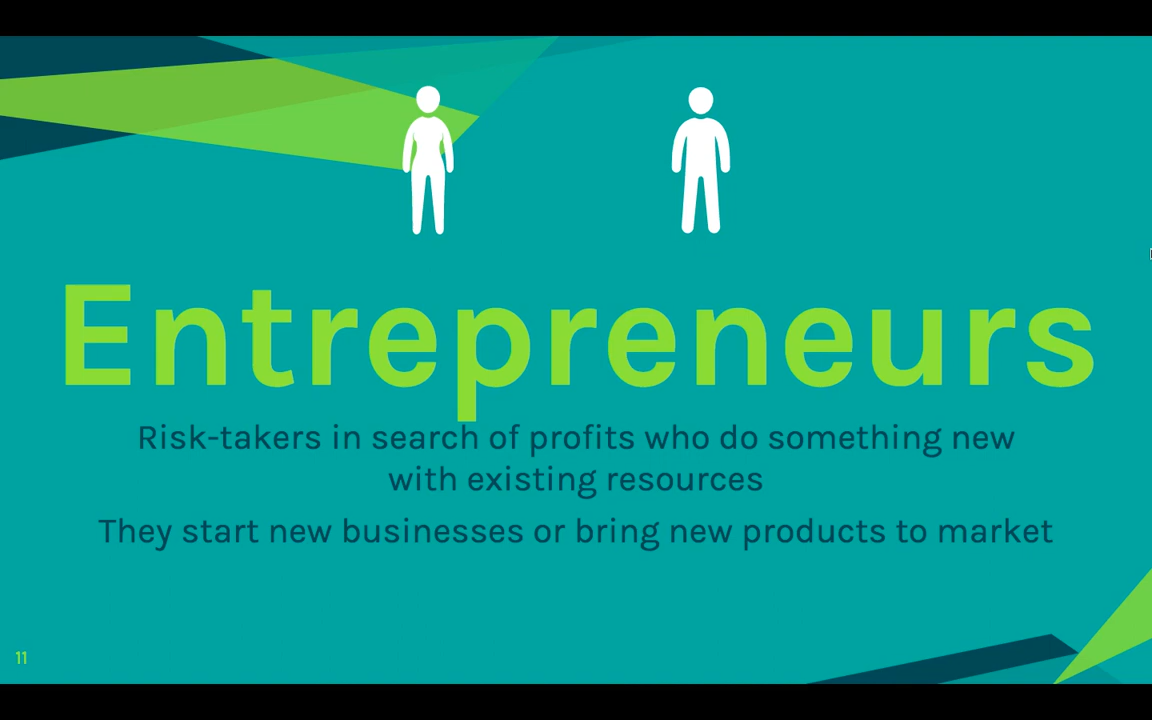 Entrepreneurs
Risk-takers in search of profits who do something new
with existing resources
They start new businesses or bring new products to market
11